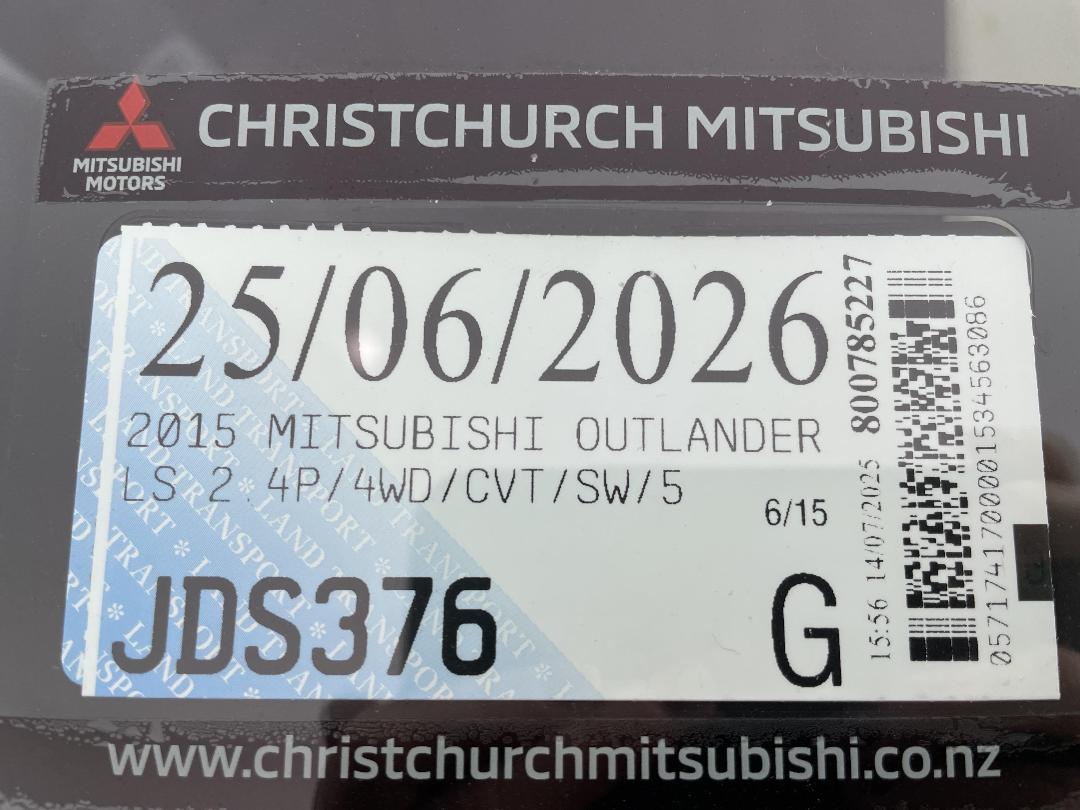 CHRISTCHURCH MITSUBISHI
MITSUBISHI
MOTORS
25/06/2026
2015 MITSUBISHI OUTLANDER
LS 2.4P/4WD/CVT/SW/5
6/15
JDS376
G
15:56 14/07/2025 800785227
0571741700001534563086
www.christchurchmitsubishi.co.nz